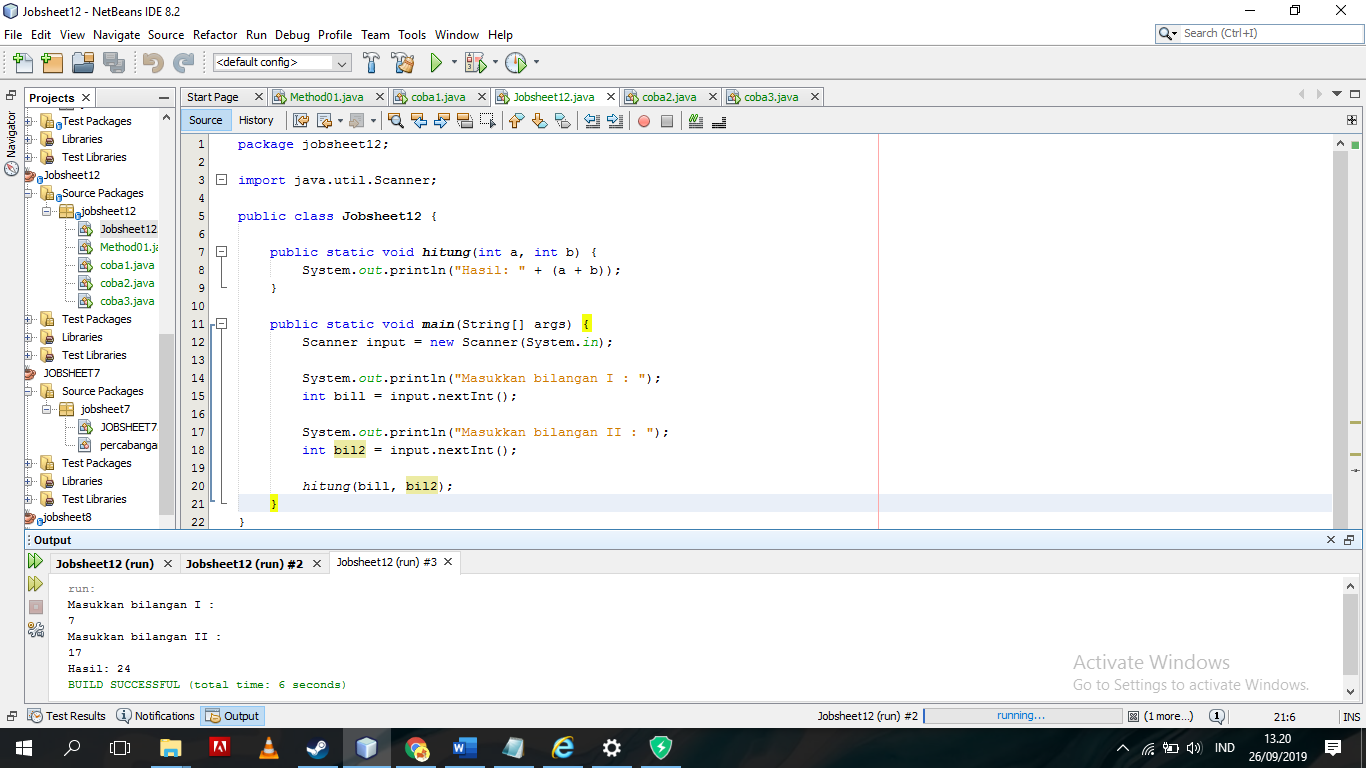 Jobsheet12 - NetBeans IDE 8.2
File Edit View Navigate Source Refactor Run Debug Profile Team Tools Window Help
Search (Ctrl+I)
<default config>
Navigator
Projects
Test Packages
Libraries
Test Libraries
Jobsheet12
Source Packages
jobsheet12
Jobsheet12
Method01.ja
coba1.java
coba2.java
coba3.java
Test Packages
Libraries
Test Libraries
JOBSHEET7
Source Packages
jobsheet7
JOBSHEET7
percabanga
Test Packages
Libraries
Test Libraries
jobsheet8
Start Page Method01.java coba1.java Jobsheet12.java coba2.java coba3.java
Source History
1 package jobsheet12;
2
3 import java.util.Scanner;
4
5 public class Jobsheet12 {
6
7 public static void hitung(int a, int b) {
8 System.out.println("Hasil: " + (a + b));
9 }
10
11 public static void main(String[] args) {
12 Scanner input = new Scanner(System.in);
13
14 System.out.println("Masukkan bilangan I : ");
15 int bill = input.nextInt();
16
17 System.out.println("Masukkan bilangan II : ");
18 int bil2 = input.nextInt();
19
20 hitung(bill, bil2);
21 }
22 }
Output
Jobsheet12 (run) Jobsheet12 (run) #2 Jobsheet12 (run) #3
run:
Masukkan bilangan I :
7
Masukkan bilangan II :
17
Hasil: 24
BUILD SUCCESSFUL (total time: 6 seconds)
Activate Windows
Go to Settings to activate Windows.
Test Results Notifications Output
Jobsheet12 (run) #2 running... (1 more...) 1 21:6 INS
IND
13.20
26/09/2019